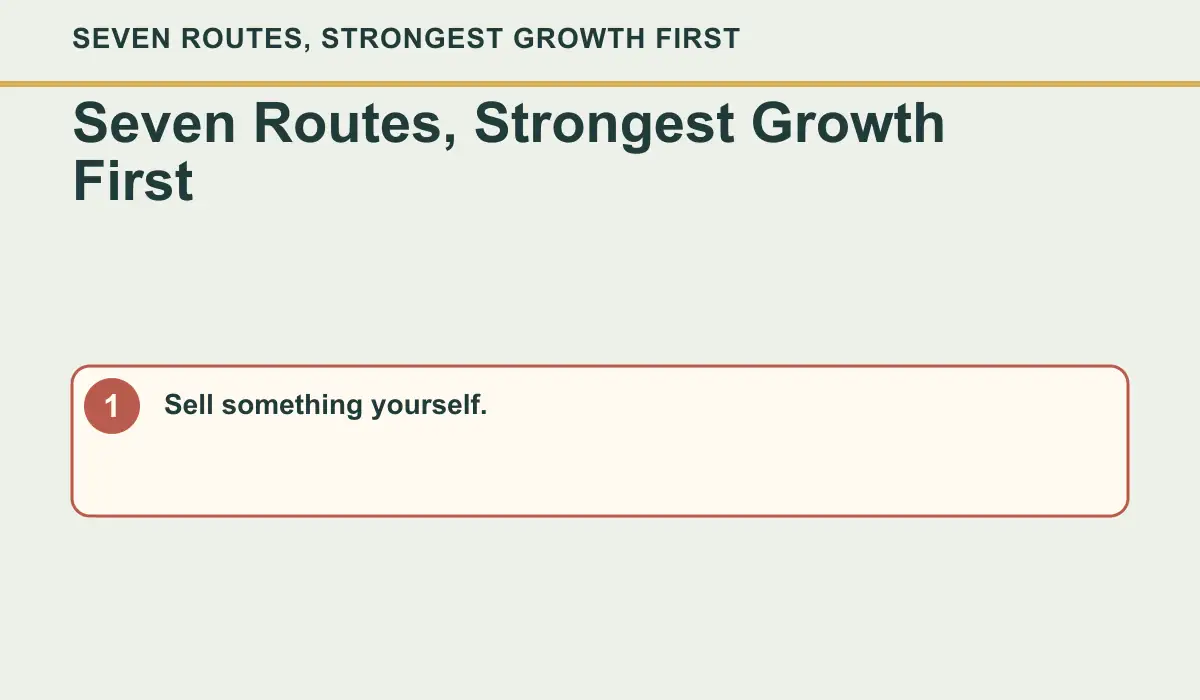 SEVEN ROUTES, STRONGEST GROWTH FIRST
Seven Routes, Strongest Growth
First
1
Sell something yourself.